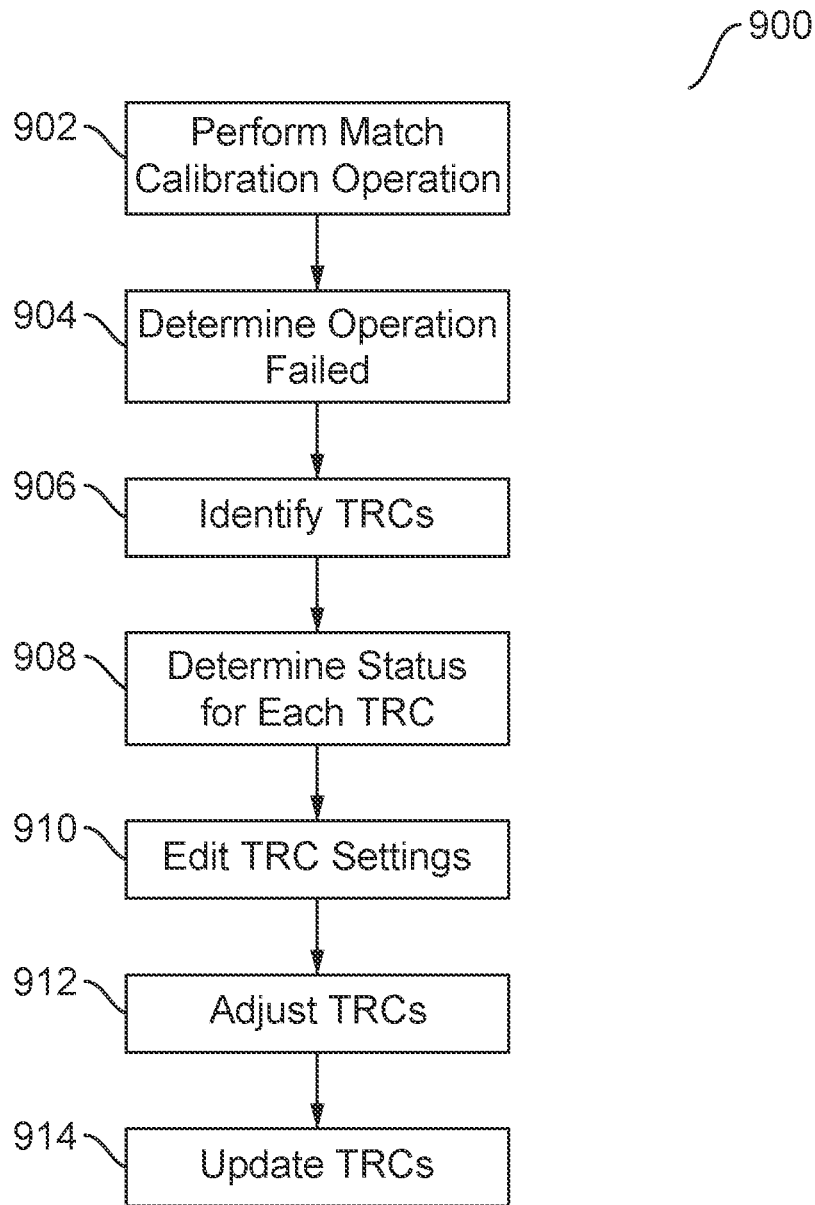 900
902
Perform Match
Calibration Operation
904
Determine Operation
Failed
906
Identify TRCs
908
Determine Status
for Each TRC
910
Edit TRC Settings
912
Adjust TRCs
914
Update TRCs